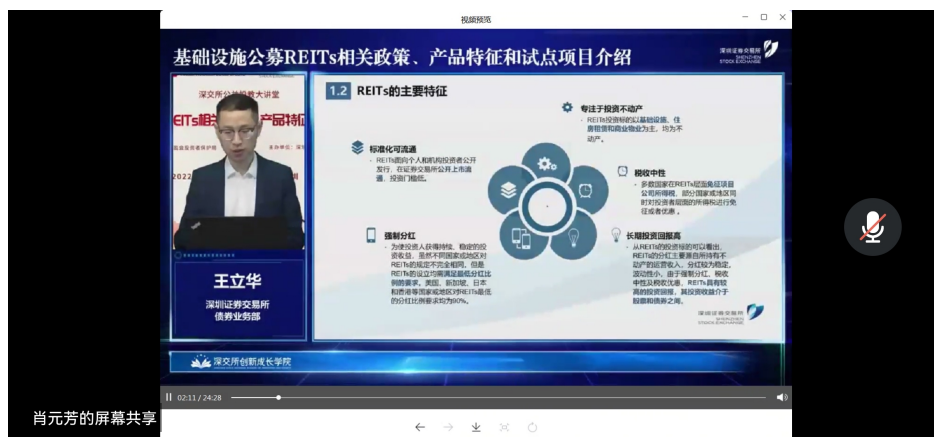 视频预览
基础设施公募REITs相关政策、产品特征和试点项目介绍
深圳证券交易所
SHENZHEN
STOCK EXCHANGE
1.2 REITs的主要特征
专注于投资不动产
- REITs投资标的以基础设施、住
房租赁和商业物业为主，均为不
动产。
标准化可流通
- REITs面向个人和机构投资者公开
发行，在证券交易所公开上市流
通，投资门槛低。
税收中性
- 多数国家在REITs层面免征项目
公司所得税，部分国家或地区同
时对投资者层面的所得税进行免
征或者优惠。
强制分红
- 为使投资人获得持续、稳定的投
资收益，虽然不同国家或地区对
REITs的规定不完全相同，但是
REITs的设立均需满足最低分红比
例的要求。美国、新加坡、日本
和香港等国家或地区对REITs最低
的分红比例要求均为90%。
长期投资回报高
- 从REITs的投资标的可以看出，
REITs的分红主要源自所持有不
动产的运营收入，分红较为稳定，
波动性小，由于强制分红、税收
中性及税收优惠，REITs具有较
高的投资回报，其投资收益介于
股票和债券之间。
深圳证券交易所
SHENZHEN
STOCK EXCHANGE
2022
王立华
深圳证券交易所
债券业务部
深交所创新成长学院
02:11 / 24:28
肖元芳的屏幕共享